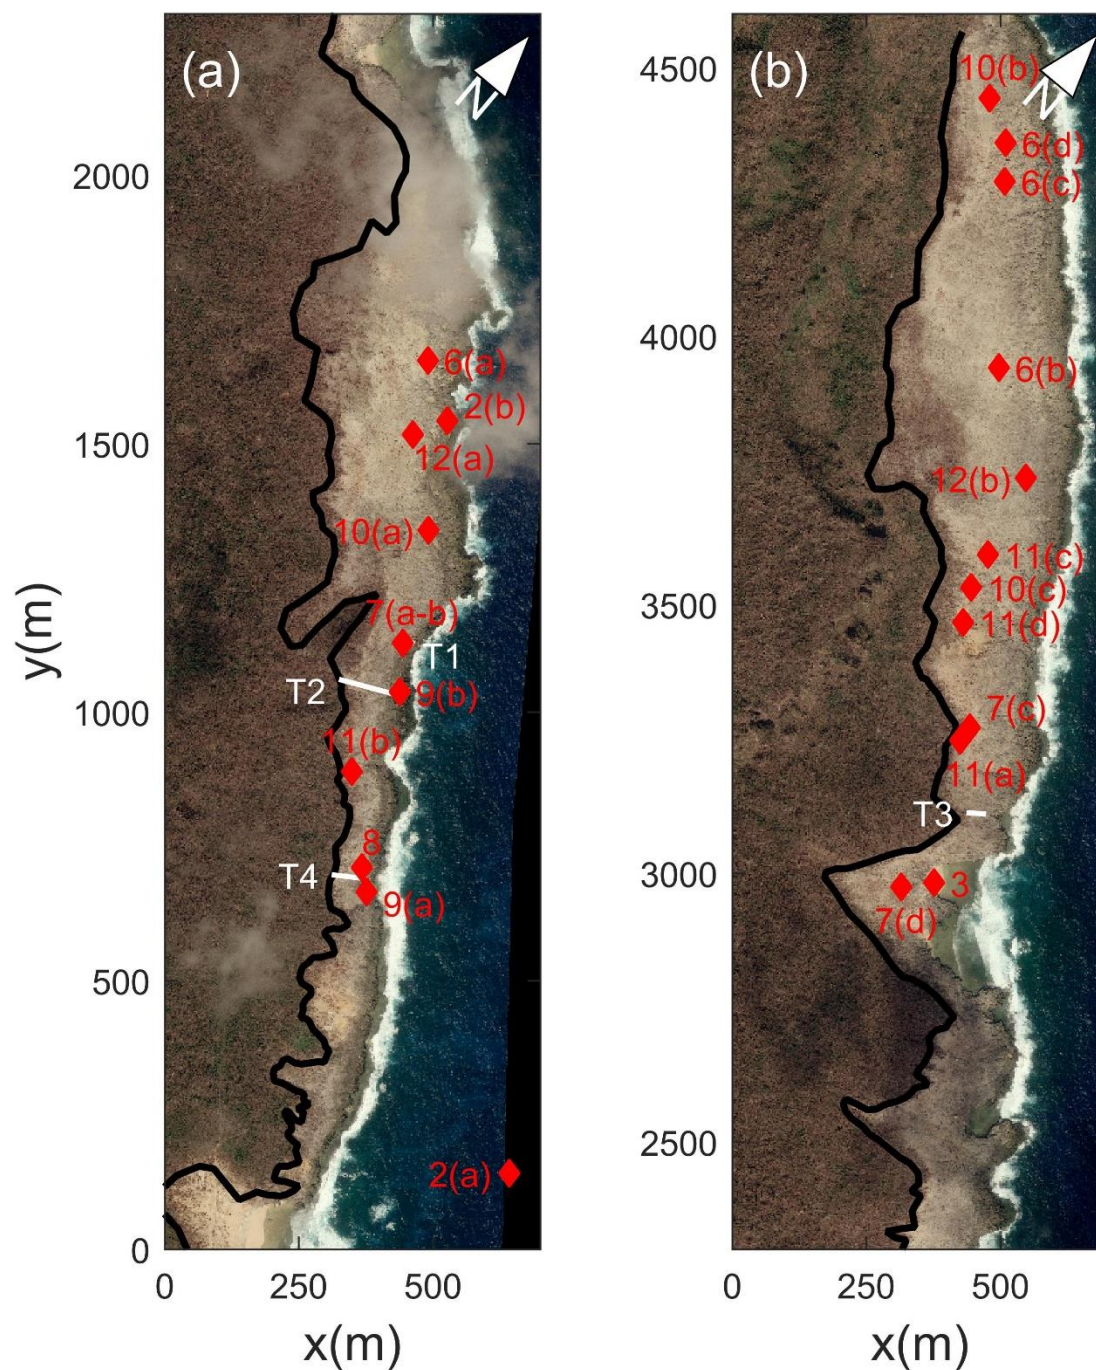 (a)
N
2000
1500
1000
500
0
0
250
500
y(m)
x(m)
6(a)
2(b)
12(a)
10(a)
7(a-b)
T1
T2
9(b)
11(b)
8
T4
9(a)
2(a)
(b)
N
4500
4000
3500
3000
2500
0
250
500
x(m)
10(b)
6(d)
6(c)
6(b)
12(b)
11(c)
10(c)
11(d)
7(c)
11(a)
T3
3
7(d)